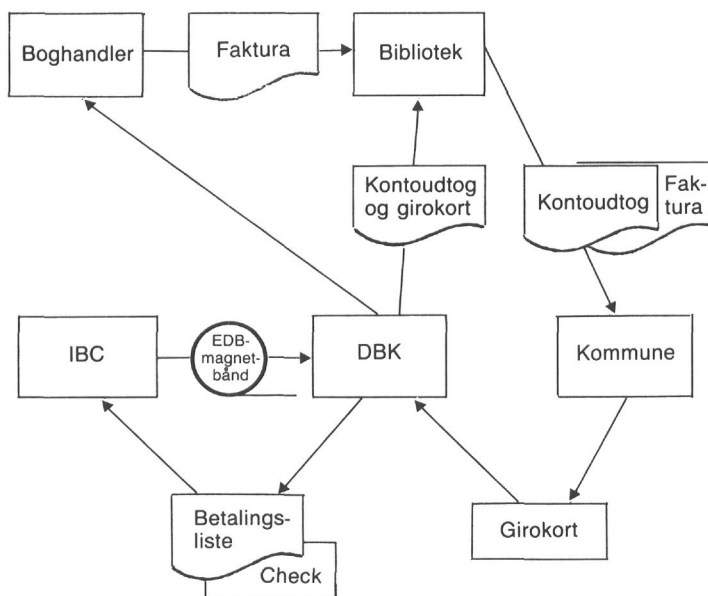 Boghandler
Faktura
Bibliotek
Kontoudtog
og girokort
Kontoudtog
Fak-
tura
IBC
EDB-
magnet-
bånd
DBK
Kommune
Betalings-
liste
Check
Girokort